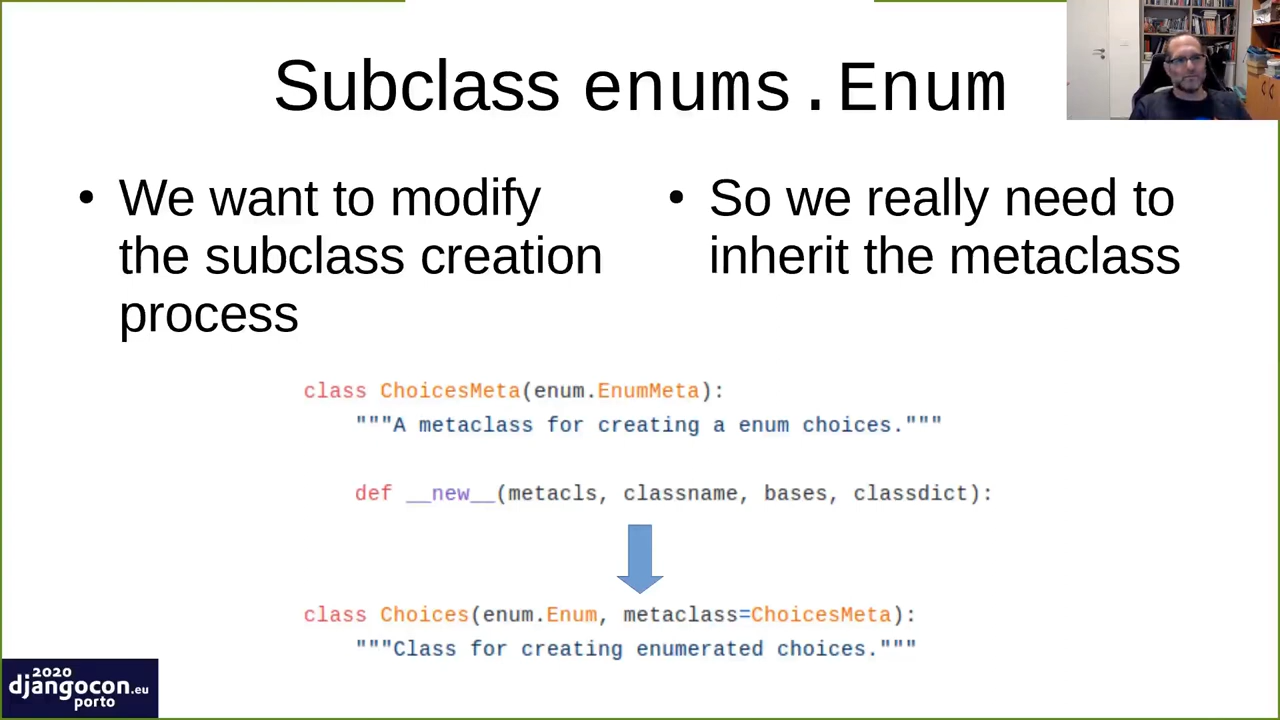 Subclass enums.Enum
• We want to modify
the subclass creation
process
• So we really need to
inherit the metaclass
class ChoicesMeta(enum.EnumMeta):
"""A metaclass for creating a enum choices."""
def __new__(metacls, classname, bases, classdict):
class Choices(enum.Enum, metaclass=ChoicesMeta):
"""Class for creating enumerated choices."""
2020
djangocon.eu
porto